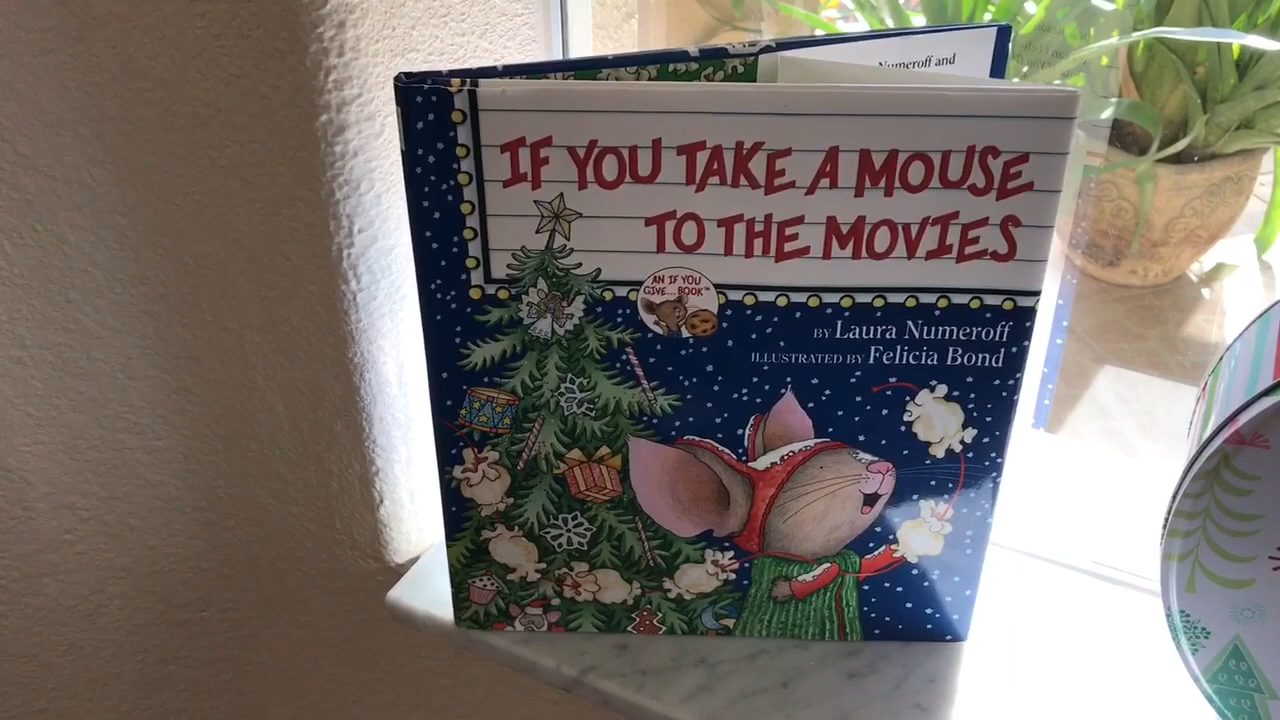 Numeroff and
IF YOU TAKE A MOUSE
TO THE MOVIES
AN IF YOU
GIVE...BOOK™
BY Laura Numeroff
ILLUSTRATED BY Felicia Bond